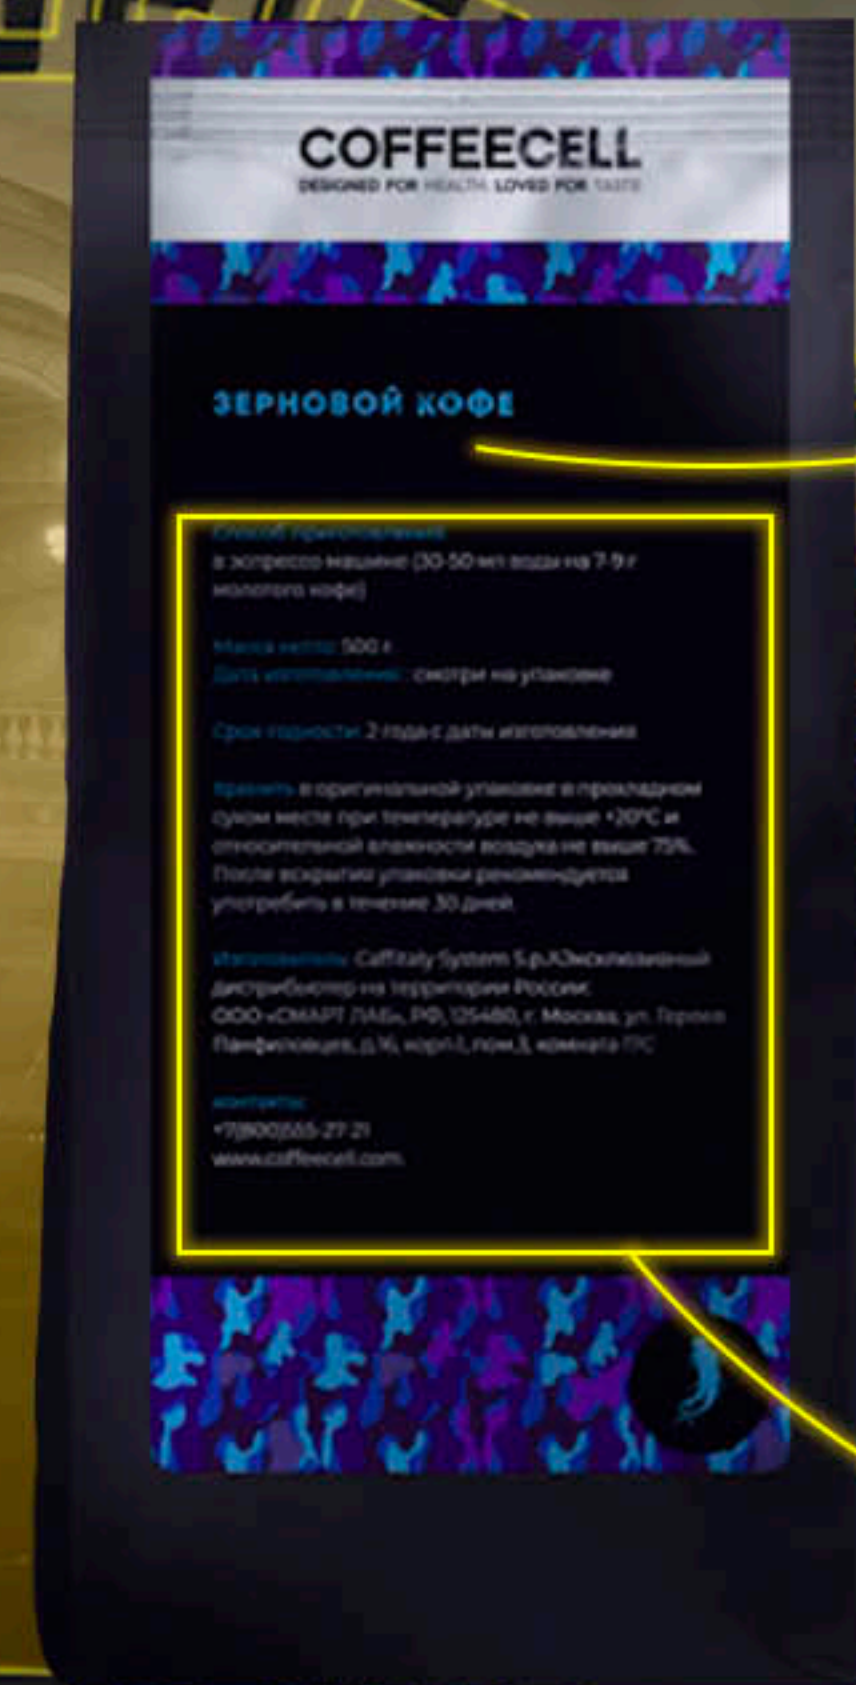 COFFEECELL
DESIGNED FOR HEALTH. LOVED FOR TASTE
ЗЕРНОВОЙ КОФЕ
Способ приготовления:
в эспрессо машине (30-50 мл воды на 7-9 г
молотого кофе)
Масса нетто: 500 г.
Дата изготовления: смотри на упаковке
Срок годности: 2 года с даты изготовления
Хранить в оригинальной упаковке в прохладном
сухом месте при температуре не выше +20°С и
относительной влажности воздуха не выше 75%.
После вскрытия упаковки рекомендуется
употребить в течение 30 дней.
Изготовитель: Caffitaly System S.p.A. Эксклюзивный
дистрибьютер на территории России:
ООО «СМАРТ ЛАБ», РФ, 125480, г. Москва, ул. Героев
Панфиловцев, д.16, корп.1, пом.3, комната
контакты:
+7(800)555-27-21
www.coffeecell.com